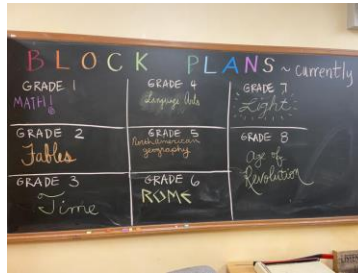 BLOCK PLANS ~ currently
GRADE 1
MATH!
GRADE 2
Fables
GRADE 3
Time
GRADE 4
Language Arts
GRADE 5
North american
geography
GRADE 6
ROME
GRADE 7
Light
GRADE 8
Age of
Revolution